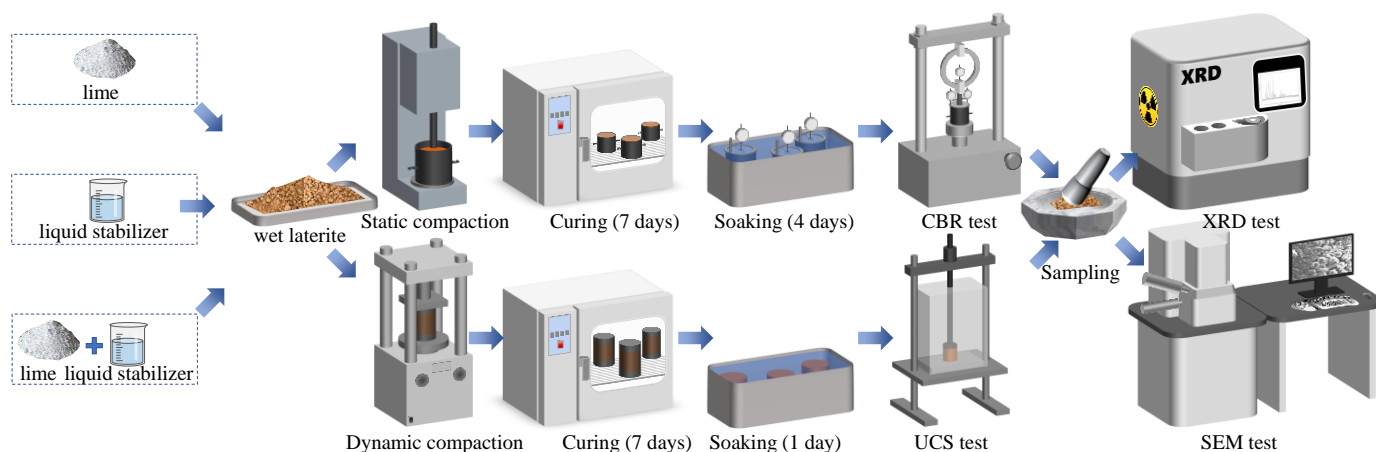 lime
liquid stabilizer
lime liquid stabilizer
wet laterite
Static compaction
Curing (7 days)
Soaking (4 days)
CBR test
XRD
XRD test
Sampling
Dynamic compaction
Curing (7 days)
Soaking (1 day)
UCS test
SEM test